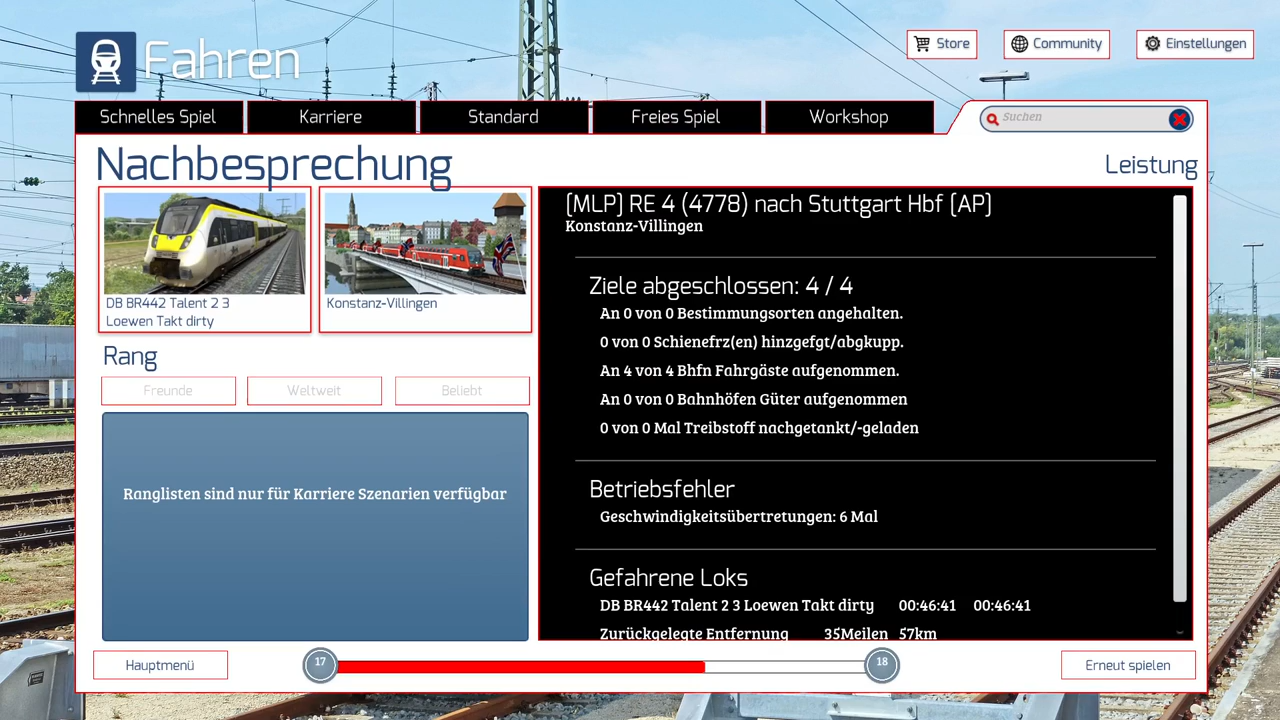 Fahren
Store
Community
Einstellungen
Schnelles Spiel
Karriere
Standard
Freies Spiel
Workshop
Suchen
Nachbesprechung
Leistung
DB BR442 Talent 2 3
Loewen Takt dirty
Konstanz-Villingen
Rang
Freunde
Weltweit
Beliebt
Ranglisten sind nur für Karriere Szenarien verfügbar
[MLP] RE 4 (4778) nach Stuttgart Hbf [AP]
Konstanz-Villingen
Ziele abgeschlossen: 4 / 4
An 0 von 0 Bestimmungsorten angehalten.
0 von 0 Schienefrz(en) hinzgefgt/abgkupp.
An 4 von 4 Bhfn Fahrgäste aufgenommen.
An 0 von 0 Bahnhöfen Güter aufgenommen
0 von 0 Mal Treibstoff nachgetankt/-geladen
Betriebsfehler
Geschwindigkeitsübertretungen: 6 Mal
Gefahrene Loks
DB BR442 Talent 2 3 Loewen Takt dirty 00:46:41 00:46:41
Zurückgelegte Entfernung 35Meilen 57km
Hauptmenü
17
18
Erneut spielen